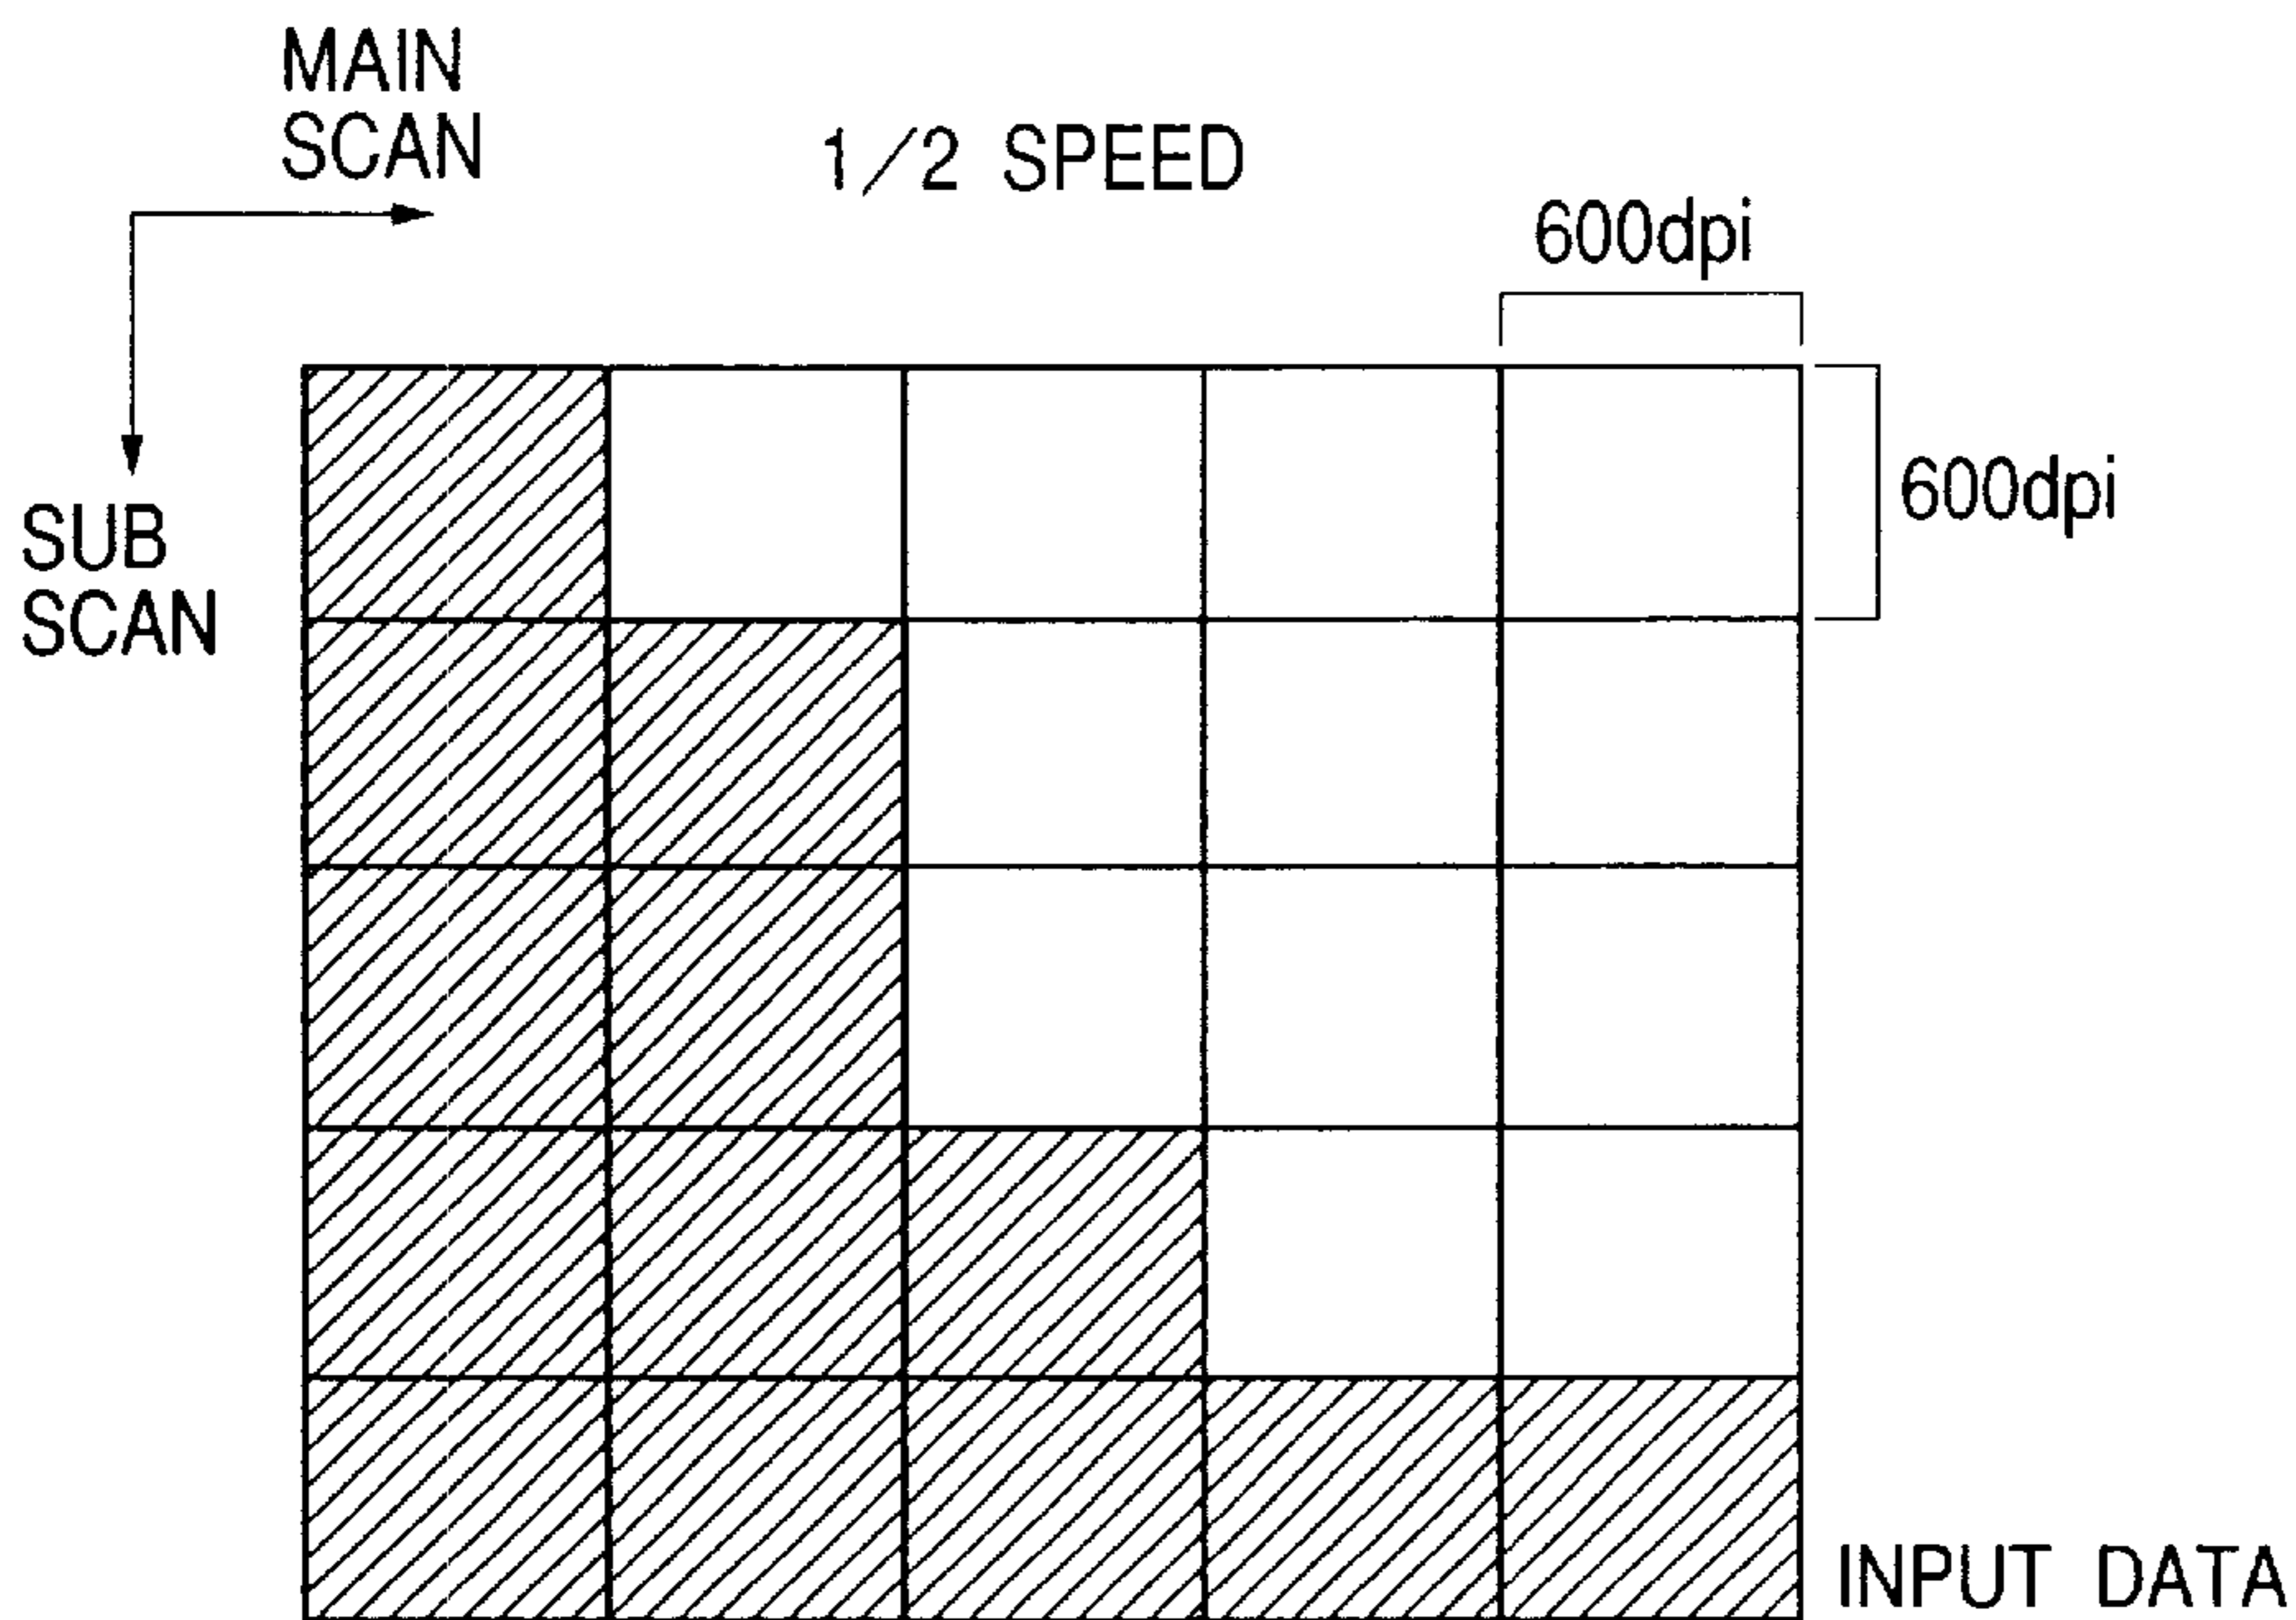 MAIN
SCAN
1/2 SPEED
600dpi
600dpi
SUB
SCAN
INPUT DATA